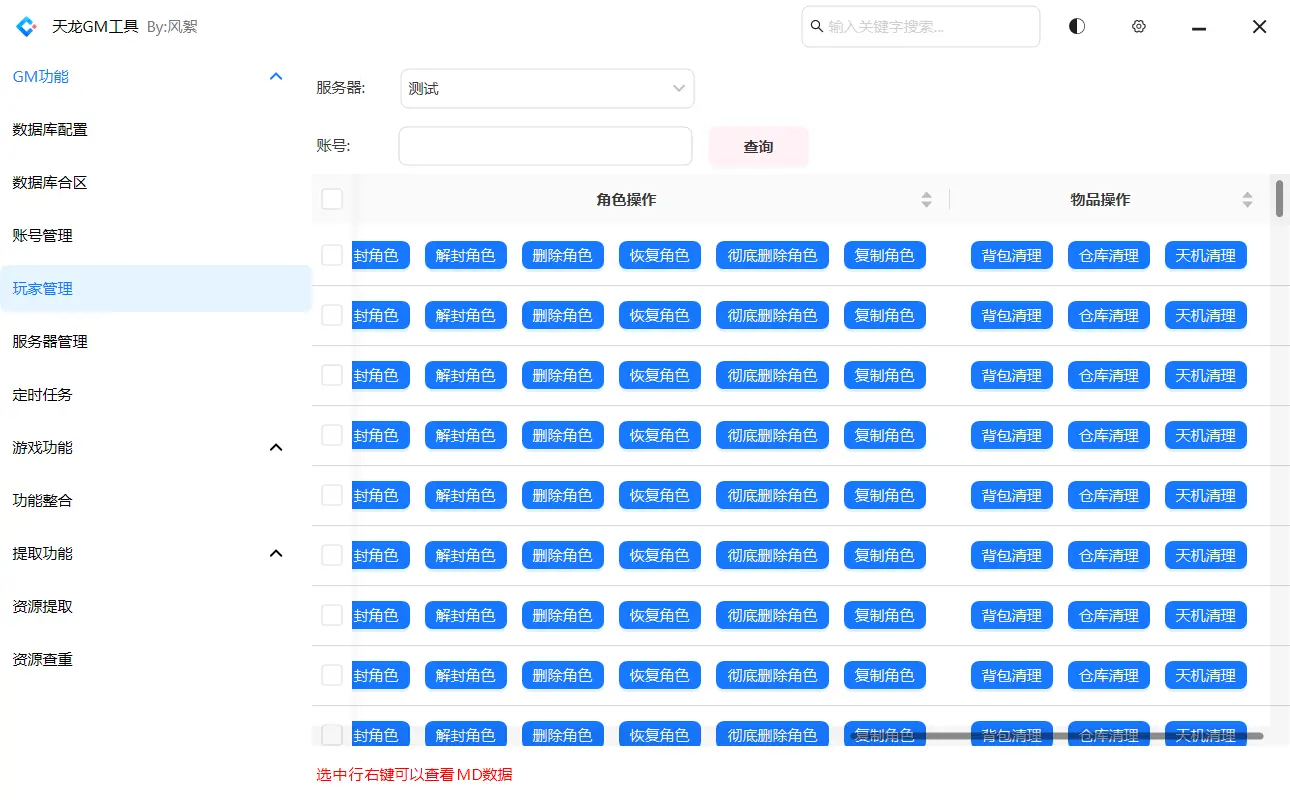 天龙GM工具 By:风絮
输入关键字搜索...
GM功能
数据库配置
数据库合区
账号管理
玩家管理
服务器管理
定时任务
游戏功能
功能整合
提取功能
资源提取
资源查重
服务器: 测试
账号: 查询
角色操作 物品操作
封角色 解封角色 删除角色 恢复角色 彻底删除角色 复制角色 背包清理 仓库清理 天机清理
封角色 解封角色 删除角色 恢复角色 彻底删除角色 复制角色 背包清理 仓库清理 天机清理
封角色 解封角色 删除角色 恢复角色 彻底删除角色 复制角色 背包清理 仓库清理 天机清理
封角色 解封角色 删除角色 恢复角色 彻底删除角色 复制角色 背包清理 仓库清理 天机清理
封角色 解封角色 删除角色 恢复角色 彻底删除角色 复制角色 背包清理 仓库清理 天机清理
封角色 解封角色 删除角色 恢复角色 彻底删除角色 复制角色 背包清理 仓库清理 天机清理
封角色 解封角色 删除角色 恢复角色 彻底删除角色 复制角色 背包清理 仓库清理 天机清理
封角色 解封角色 删除角色 恢复角色 彻底删除角色 复制角色 背包清理 仓库清理 天机清理
封角色 解封角色 删除角色 恢复角色 彻底删除角色 复制角色 背包清理 仓库清理 天机清理
选中行右键可以查看MD数据